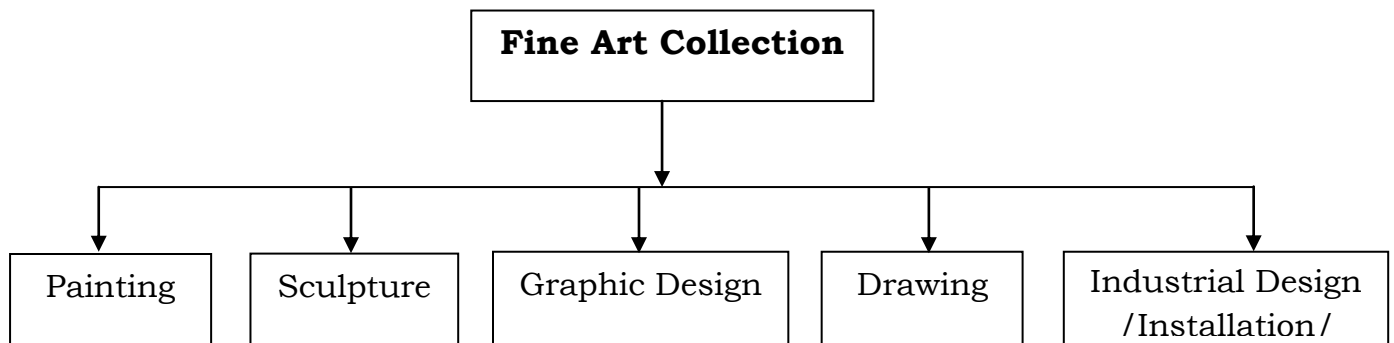 Fine Art Collection
Painting
Sculpture
Graphic Design
Drawing
Industrial Design
/Installation/